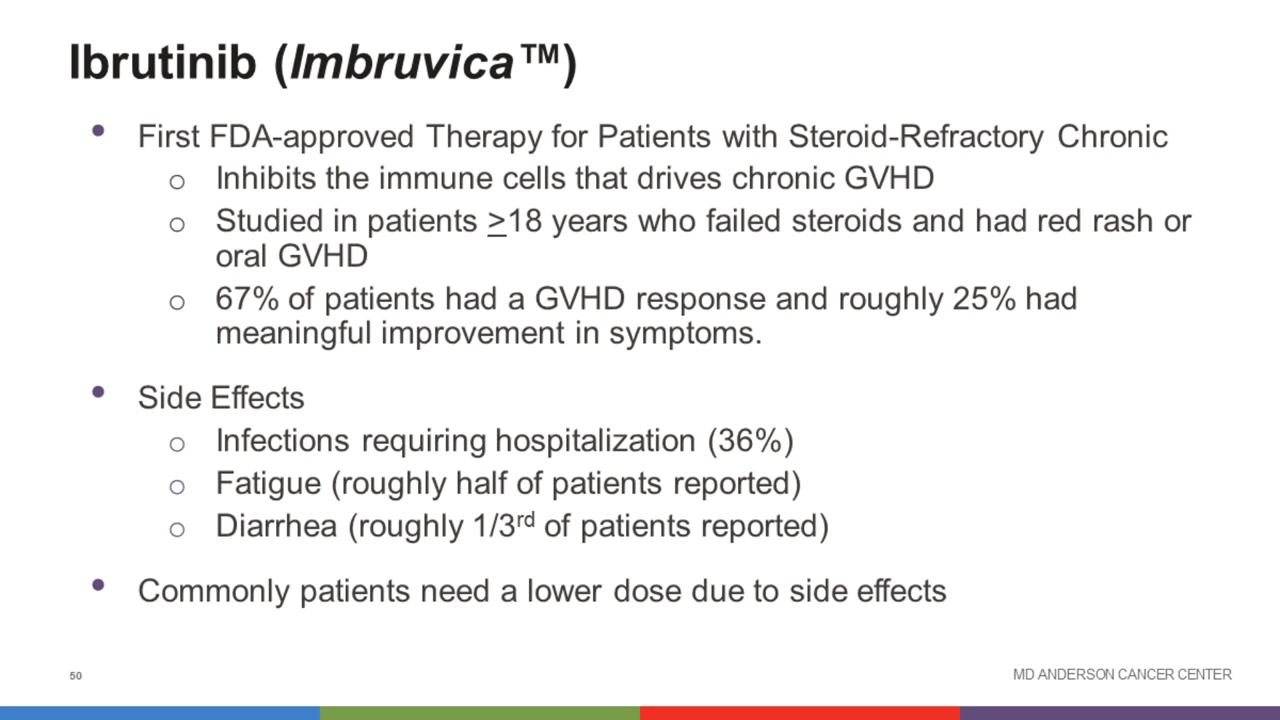 Ibrutinib (Imbruvica™)
• First FDA-approved Therapy for Patients with Steroid-Refractory Chronic
o Inhibits the immune cells that drives chronic GVHD
o Studied in patients >18 years who failed steroids and had red rash or
oral GVHD
o 67% of patients had a GVHD response and roughly 25% had
meaningful improvement in symptoms.
• Side Effects
o Infections requiring hospitalization (36%)
o Fatigue (roughly half of patients reported)
o Diarrhea (roughly 1/3rd of patients reported)
• Commonly patients need a lower dose due to side effects
50
MD ANDERSON CANCER CENTER